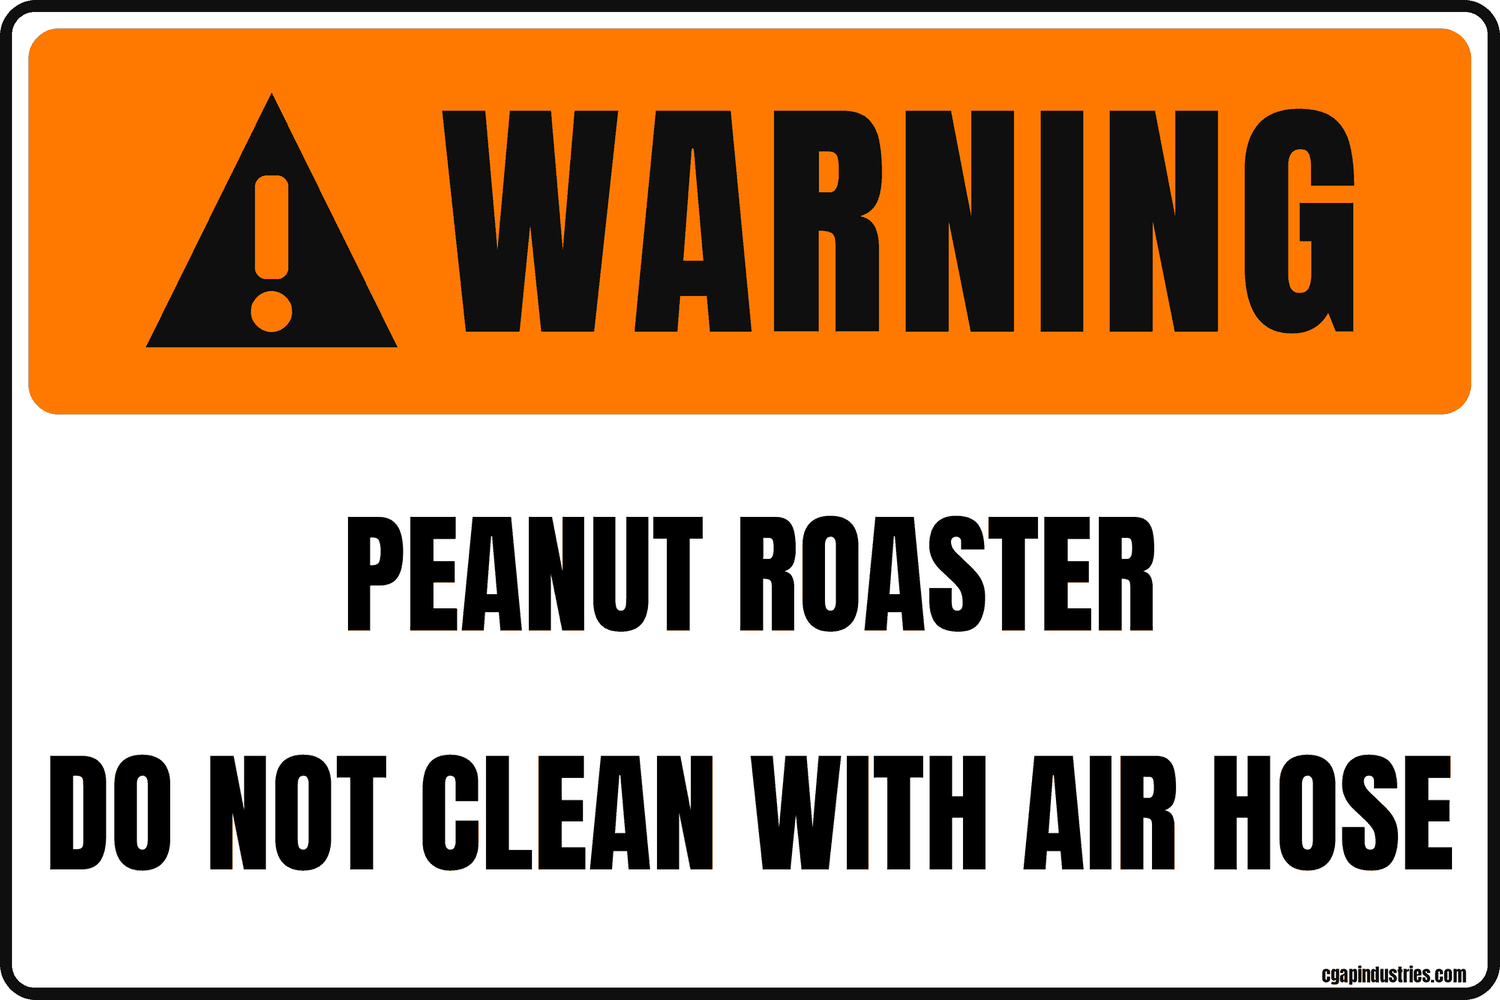 WARNING
PEANUT ROASTER
DO NOT CLEAN WITH AIR HOSE
cgapindustries.com